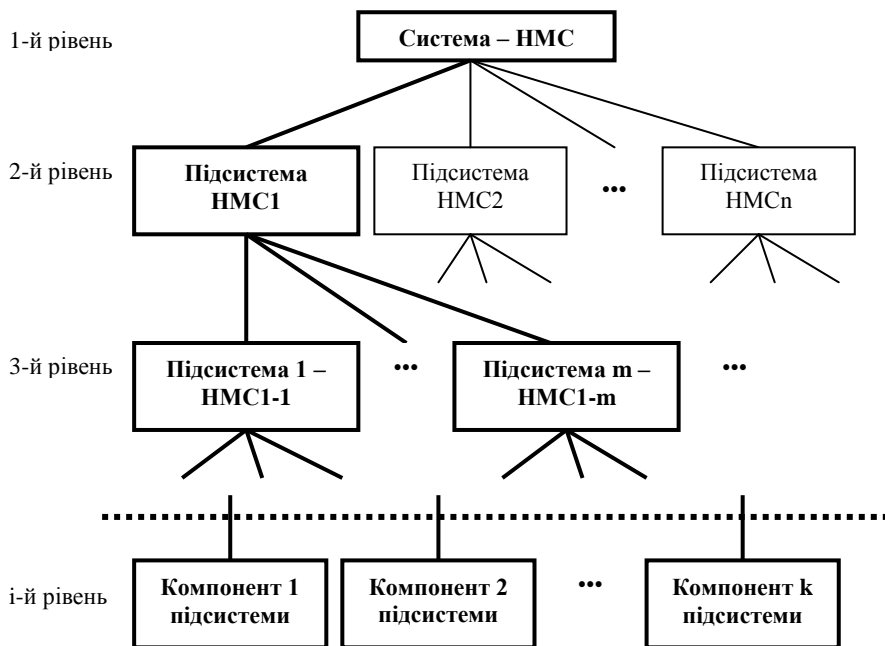 1-й рівень
Система – НМС
2-й рівень
Підсистема
НМС1
Підсистема
НМС2
...
Підсистема
НМСn
3-й рівень
Підсистема 1 –
НМС1-1
...
Підсистема m –
НМС1-m
...
і-й рівень
Компонент 1
підсистеми
Компонент 2
підсистеми
...
Компонент k
підсистеми